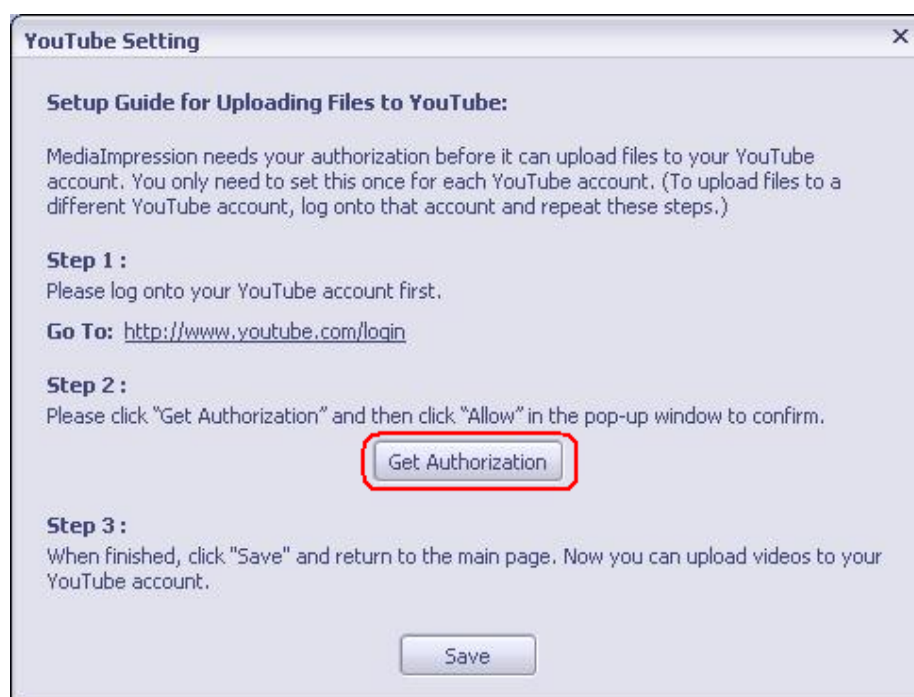 YouTube Setting
Setup Guide for Uploading Files to YouTube:
MediaImpression needs your authorization before it can upload files to your YouTube
account. You only need to set this once for each YouTube account. (To upload files to a
different YouTube account, log onto that account and repeat these steps.)
Step 1 :
Please log onto your YouTube account first.
Go To: http://www.youtube.com/login
Step 2 :
Please click “Get Authorization” and then click “Allow” in the pop-up window to confirm.
Get Authorization
Step 3 :
When finished, click "Save" and return to the main page. Now you can upload videos to your
YouTube account.
Save